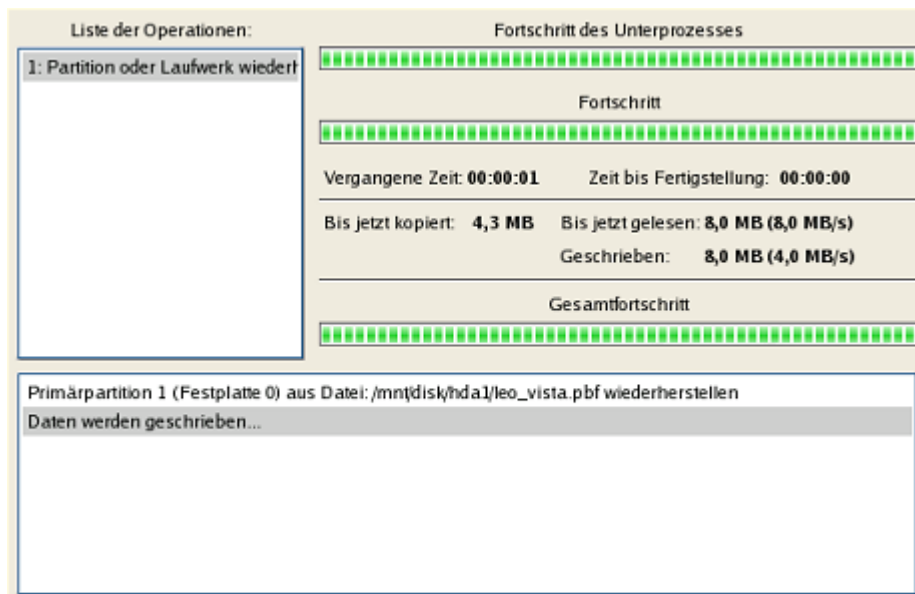 Liste der Operationen:
1: Partition oder Laufwerk wiederh
Fortschritt des Unterprozesses
Fortschritt
Vergangene Zeit: 00:00:01 Zeit bis Fertigstellung: 00:00:00
Bis jetzt kopiert: 4,3 MB Bis jetzt gelesen: 8,0 MB (8,0 MB/s)
Geschrieben: 8,0 MB (4,0 MB/s)
Gesamtfortschritt
Primärpartition 1 (Festplatte 0) aus Datei: /mnt/disk/hda1/leo_vista.pbf wiederherstellen
Daten werden geschrieben...